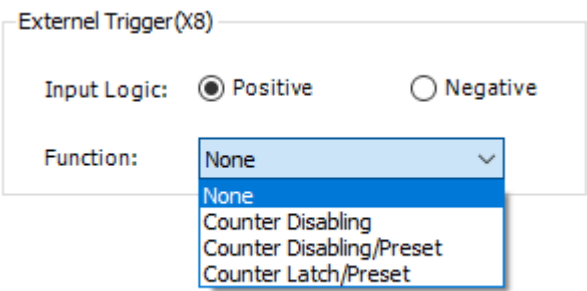 Externel Trigger(X8)
Input Logic: Positive Negative
Function: None
None
Counter Disabling
Counter Disabling/Preset
Counter Latch/Preset